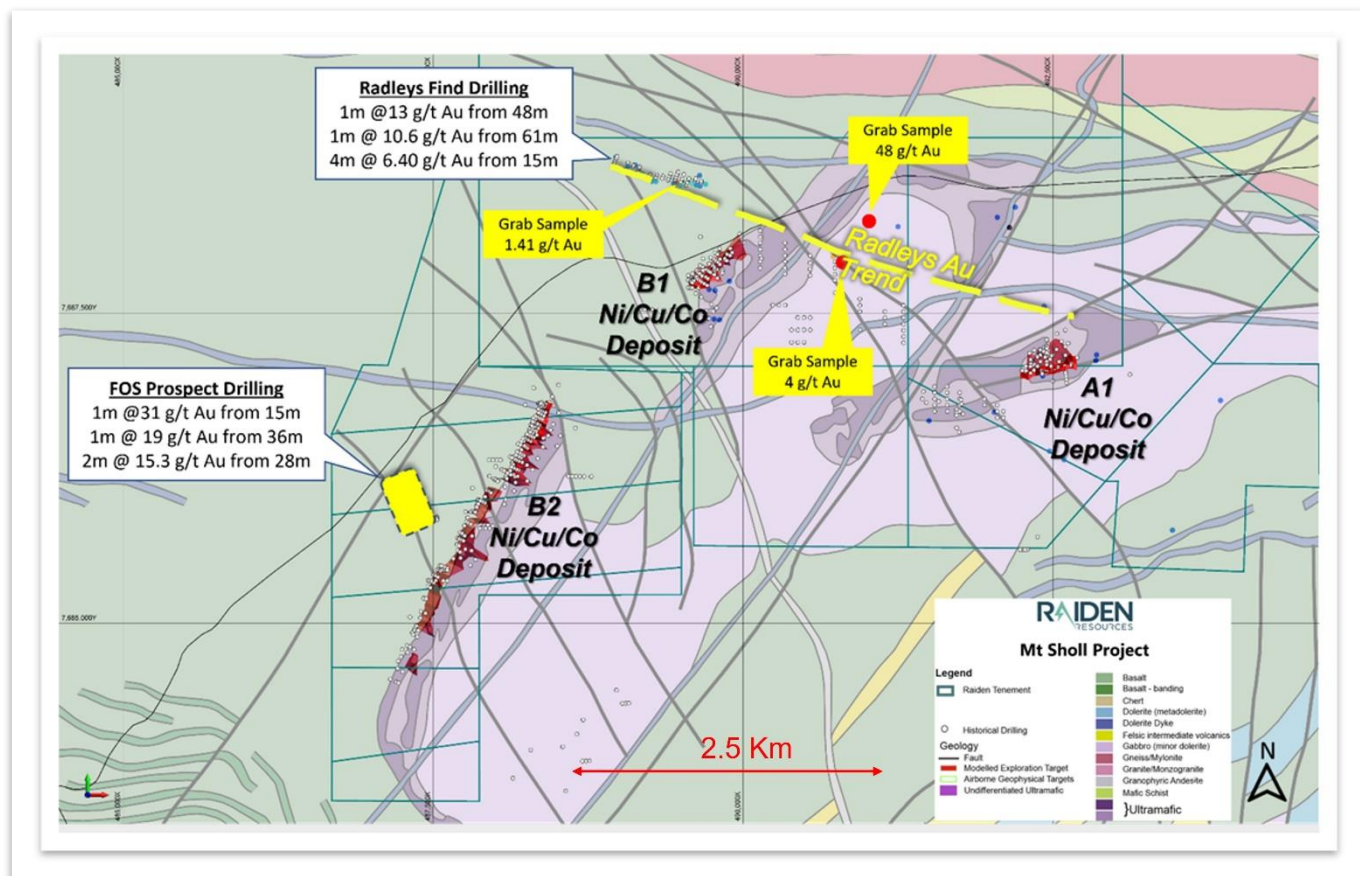 Radleys Find Drilling
1m @13 g/t Au from 48m
1m @ 10.6 g/t Au from 61m
4m @ 6.40 g/t Au from 15m
Grab Sample
48 g/t Au
Grab Sample
1.41 g/t Au
Radleys Au
Trend
B1
Ni/Cu/Co
Deposit
7,687,500Y
Grab Sample
4 g/t Au
A1
Ni/Cu/Co
Deposit
FOS Prospect Drilling
1m @31 g/t Au from 15m
1m @ 19 g/t Au from 36m
2m @ 15.3 g/t Au from 28m
B2
Ni/Cu/Co
Deposit
7,685,000Y
2.5 Km
N
RAIDEN
RESOURCES
Mt Sholl Project
Legend
Raiden Tenement
Historical Drilling
Geology
Fault
Modelled Exploration Target
Airborne Geophysical Targets
Undifferentiated Ultramafic
Basalt
Basalt - banding
Chert
Dolerite (metadolerite)
Dolerite Dyke
Felsic intermediate volcanics
Gabbro (minor dolerite)
Gneiss/Mylonite
Granite/Monzogranite
Granophyric Andesite
Mafic Schist
}Ultramafic